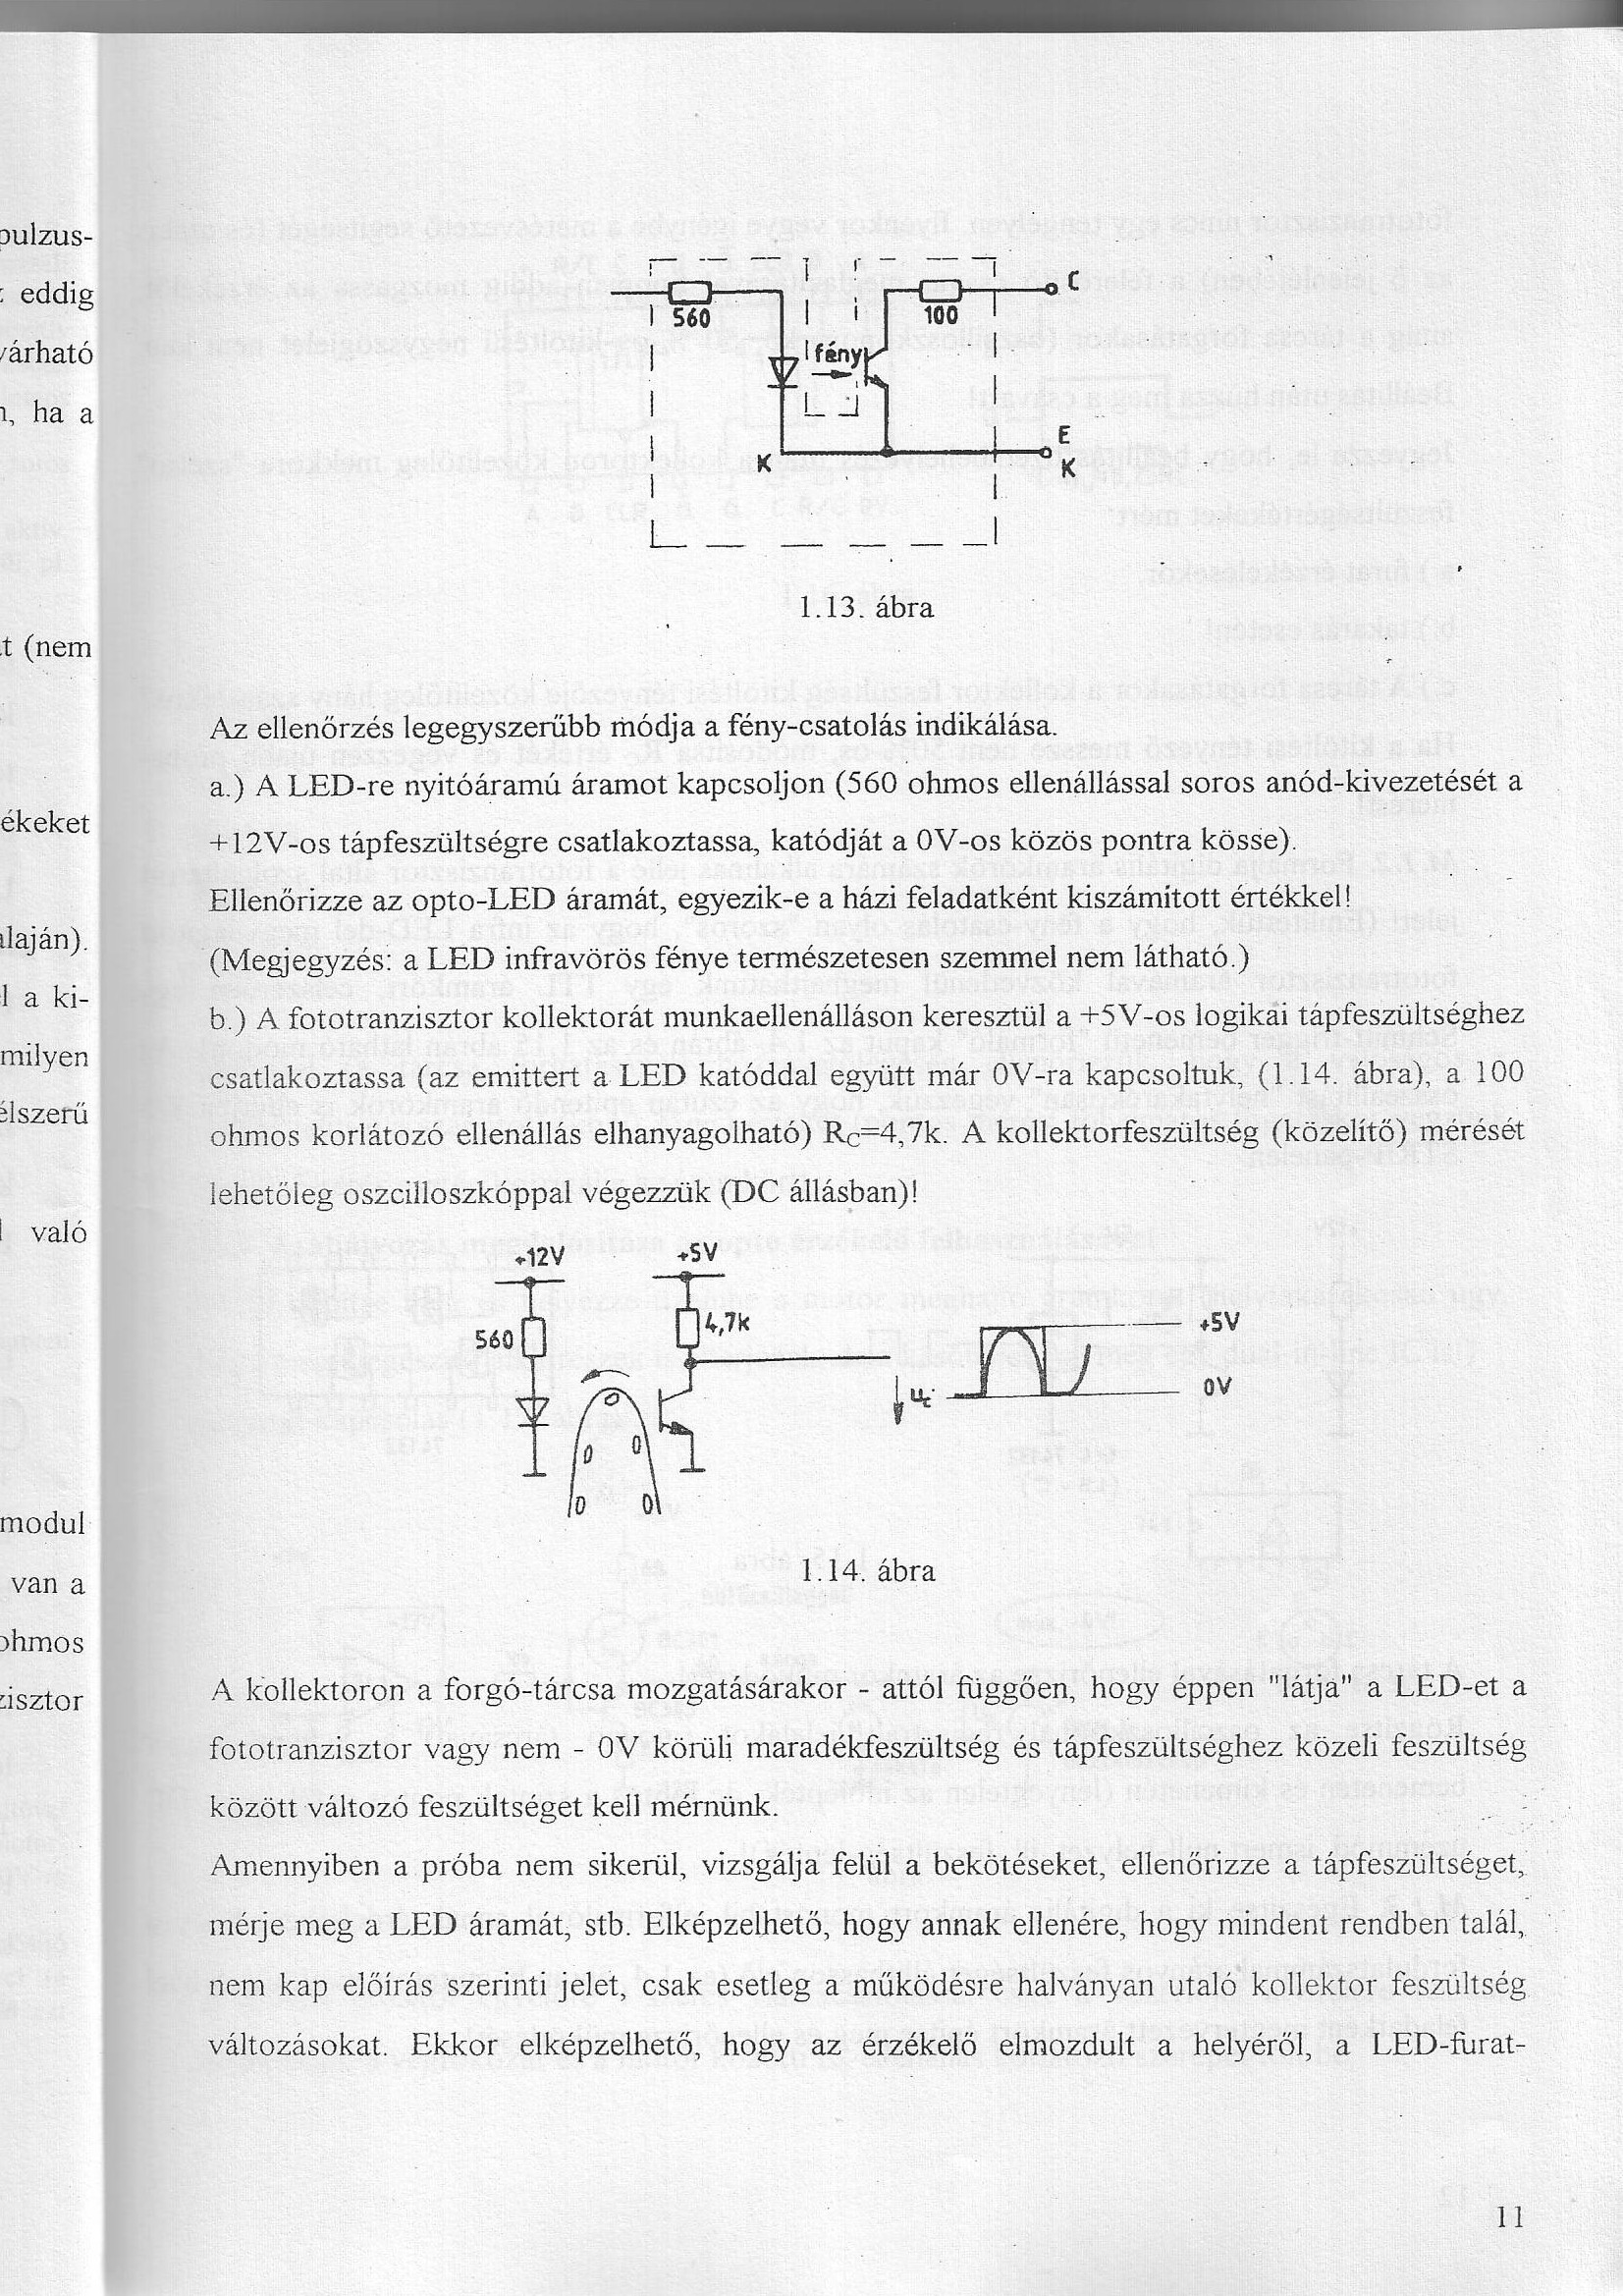 pulzus-
eddig
várható
ha a
(nem
ékeket
alaján).
a ki-
milyen
élszerű
való
modul
van a
ohmos
zisztor
560
100
C
fény
K
E
K
1.13. ábra
Az ellenőrzés legegyszerűbb módja a fény-csatolás indikálása.
a.) A LED-re nyitóáramú áramot kapcsoljon (560 ohmos ellenállással soros anód-kivezetését a
+12V-os tápfeszültségre csatlakoztassa, katódját a 0V-os közös pontra kösse).
Ellenőrizze az opto-LED áramát, egyezik-e a házi feladatként kiszámított értékkel!
(Megjegyzés: a LED infravörös fénye természetesen szemmel nem látható.)
b.) A fototranzisztor kollektorát munkaellenálláson keresztül a +5V-os logikai tápfeszültséghez
csatlakoztassa (az emittert a LED katóddal együtt már 0V-ra kapcsoltuk, (1.14. ábra), a 100
ohmos korlátozó ellenállás elhanyagolható) RC=4,7k. A kollektorfeszültség (közelítő) mérését
lehetőleg oszcilloszkóppal végezzük (DC állásban)!
+12V
+5V
560
4,7k
+5V
uc
0V
1.14. ábra
A kollektoron a forgó-tárcsa mozgatásárakor - attól függően, hogy éppen "látja" a LED-et a
fototranzisztor vagy nem - 0V körüli maradékfeszültség és tápfeszültséghez közeli feszültség
között változó feszültséget kell mérnünk.
Amennyiben a próba nem sikerül, vizsgálja felül a bekötéseket, ellenőrizze a tápfeszültséget,
mérje meg a LED áramát, stb. Elképzelhető, hogy annak ellenére, hogy mindent rendben talál,
nem kap előírás szerinti jelet, csak esetleg a működésre halványan utaló kollektor feszültség
változásokat. Ekkor elképzelhető, hogy az érzékelő elmozdult a helyéről, a LED-furat-
11